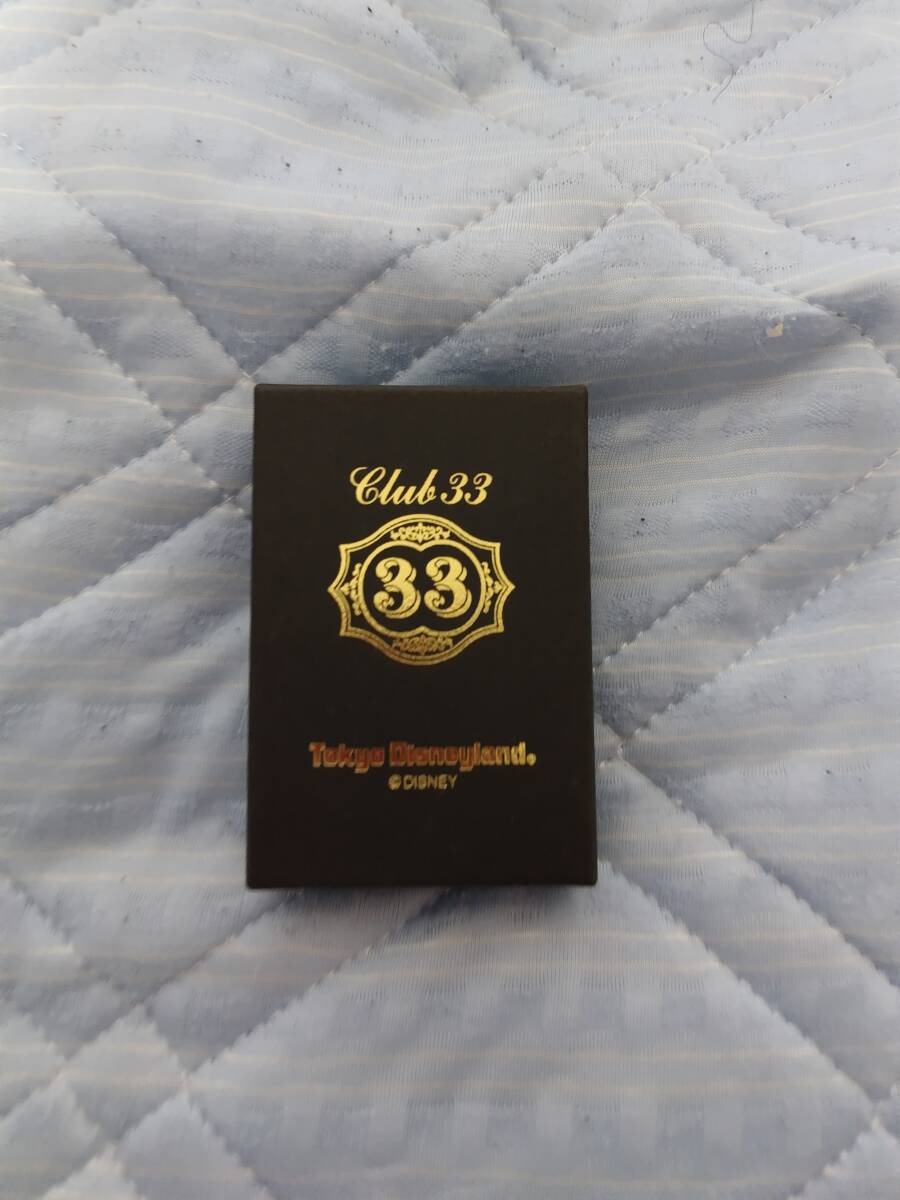 Club 33
33
Tokyo Disneyland®
© DISNEY